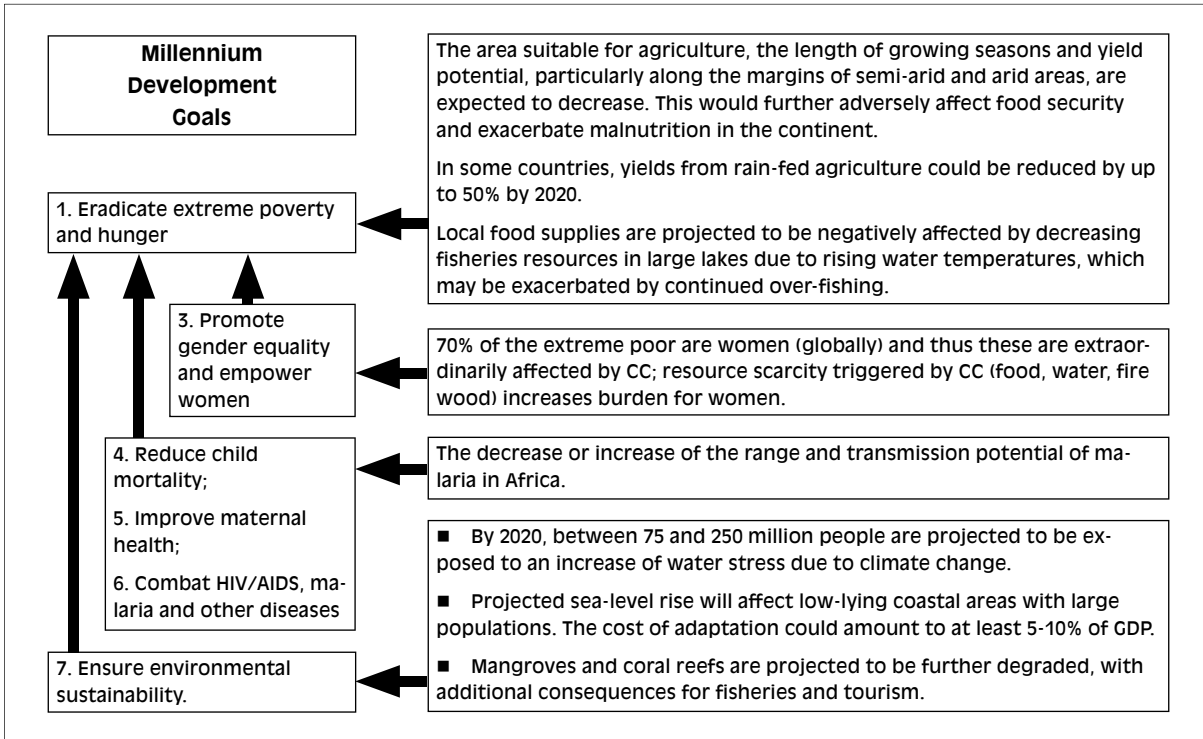 Millennium
Development
Goals
The area suitable for agriculture, the length of growing seasons and yield
potential, particularly along the margins of semi-arid and arid areas, are
expected to decrease. This would further adversely affect food security
and exacerbate malnutrition in the continent.
In some countries, yields from rain-fed agriculture could be reduced by up
to 50% by 2020.
Local food supplies are projected to be negatively affected by decreasing
fisheries resources in large lakes due to rising water temperatures, which
may be exacerbated by continued over-fishing.
1. Eradicate extreme poverty
and hunger
3. Promote
gender equality
and empower
women
70% of the extreme poor are women (globally) and thus these are extraor-
dinarily affected by CC; resource scarcity triggered by CC (food, water, fire
wood) increases burden for women.
4. Reduce child
mortality;
5. Improve maternal
health;
6. Combat HIV/AIDS, ma-
laria and other diseases
The decrease or increase of the range and transmission potential of ma-
laria in Africa.
■ By 2020, between 75 and 250 million people are projected to be ex-
posed to an increase of water stress due to climate change.
■ Projected sea-level rise will affect low-lying coastal areas with large
populations. The cost of adaptation could amount to at least 5-10% of GDP.
■ Mangroves and coral reefs are projected to be further degraded, with
additional consequences for fisheries and tourism.
7. Ensure environmental
sustainability.